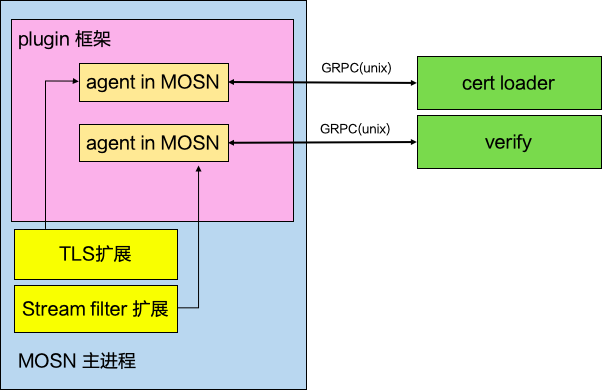 plugin 框架
agent in MOSN
GRPC(unix)
cert loader
agent in MOSN
GRPC(unix)
verify
TLS扩展
Stream filter 扩展
MOSN 主进程